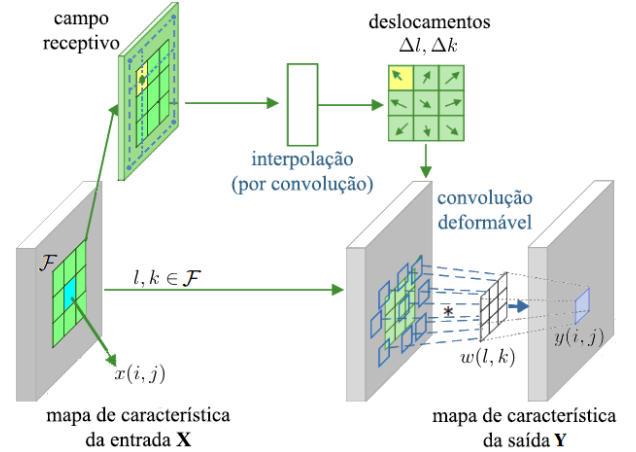 campo
receptivo
deslocamentos
Δl, Δk
interpolação
(por convolução)
convolução
deformável
F
l, k ∈ F
*
w(l, k)
y(i, j)
x(i, j)
mapa de característica
da entrada X
mapa de característica
da saída Y